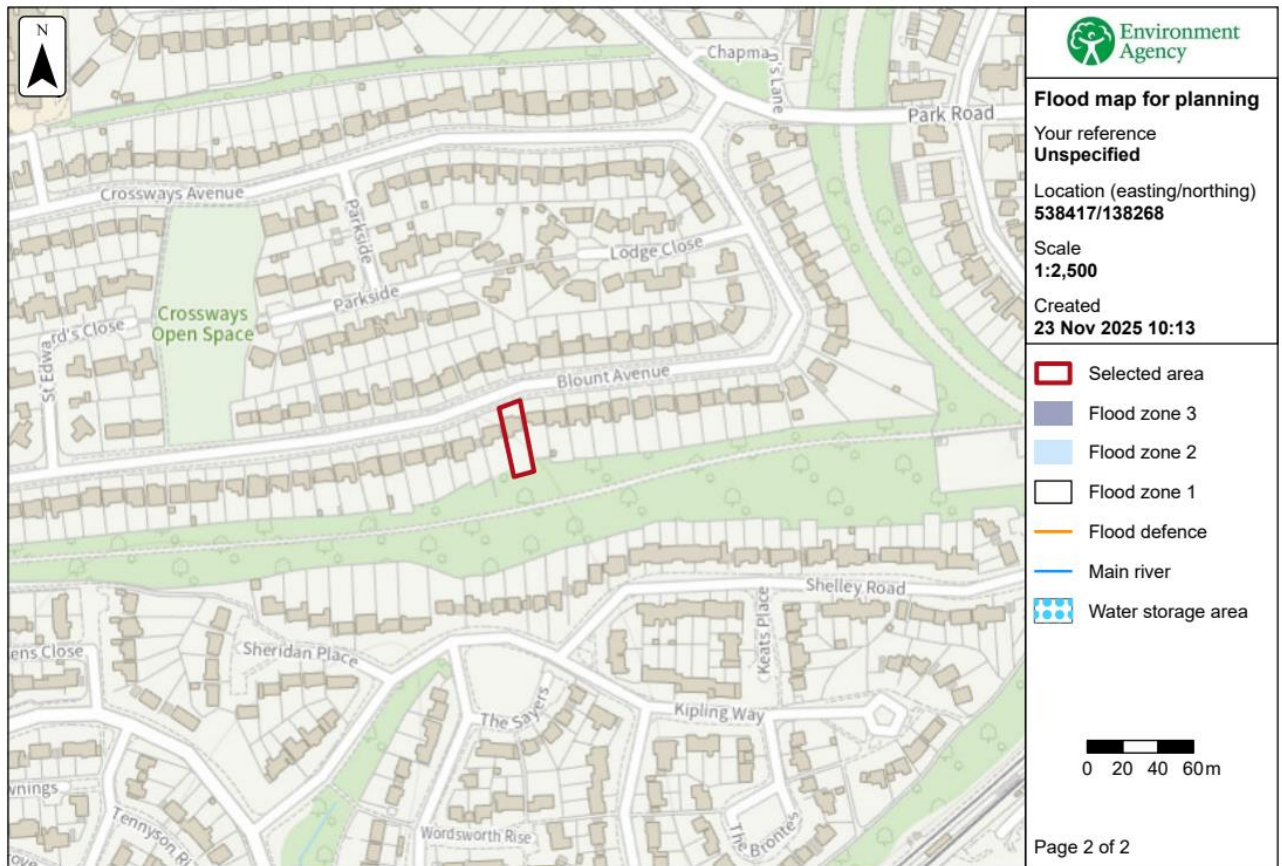 N
Chapman's Lane
Park Road
Crossways Avenue
Parkside
Lodge Close
Parkside
Crossways
Open Space
St Edward's Close
Blount Avenue
Shelley Road
Keats Place
Sheridan Place
ens Close
The Sayers
Kipling Way
wnings
Tennyson Ri
Wordsworth Rise
The Brontes
ove
Environment
Agency
Flood map for planning
Your reference
Unspecified
Location (easting/northing)
538417/138268
Scale
1:2,500
Created
23 Nov 2025 10:13
Selected area
Flood zone 3
Flood zone 2
Flood zone 1
Flood defence
Main river
Water storage area
0 20 40 60m
Page 2 of 2